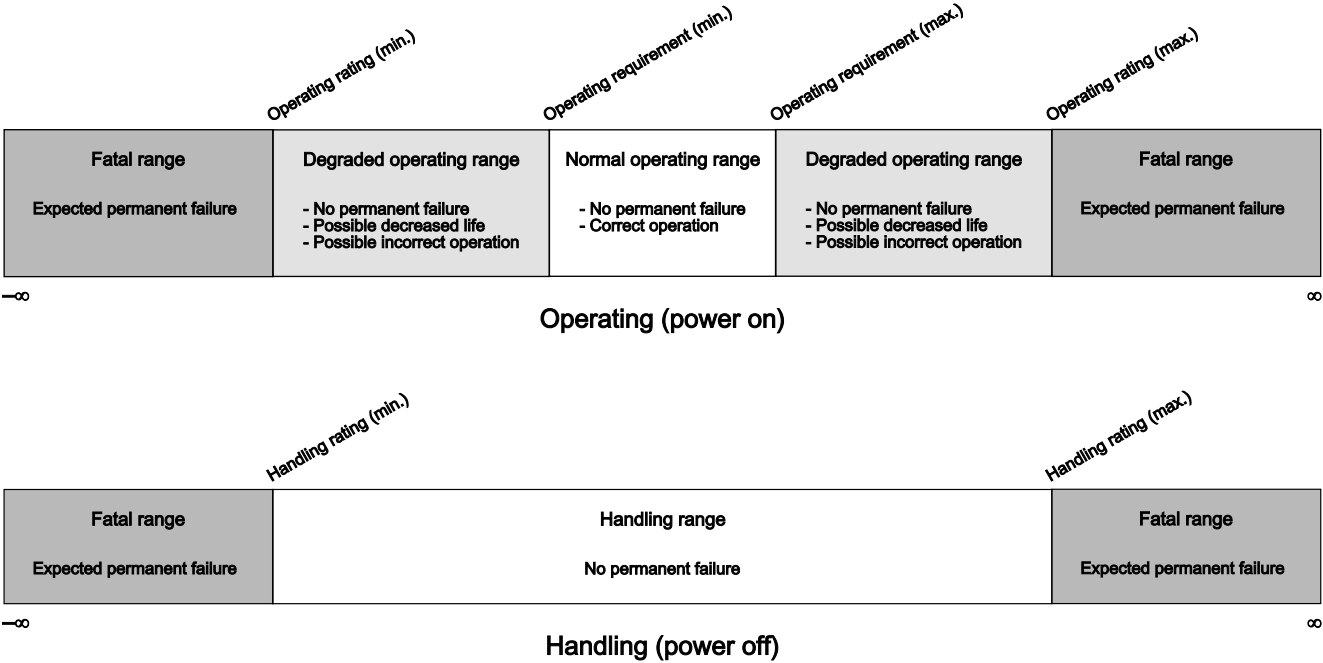 Operating rating (min.)
Operating requirement (min.)
Operating requirement (max.)
Operating rating (max.)
Fatal range
Degraded operating range
Normal operating range
Degraded operating range
Fatal range
Expected permanent failure
- No permanent failure
- Possible decreased life
- Possible incorrect operation
- No permanent failure
- Correct operation
- No permanent failure
- Possible decreased life
- Possible incorrect operation
Expected permanent failure
–∞
∞
Operating (power on)
Handling rating (min.)
Handling rating (max.)
Fatal range
Handling range
Fatal range
Expected permanent failure
No permanent failure
Expected permanent failure
–∞
∞
Handling (power off)